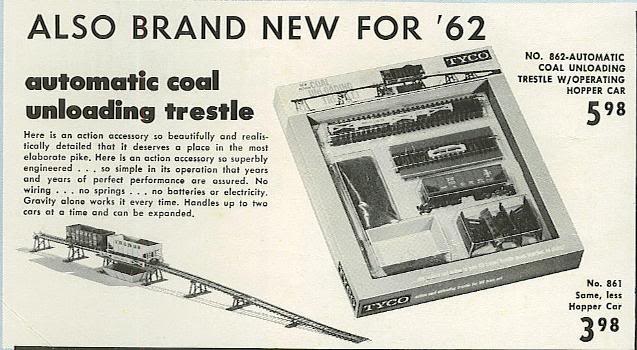 ALSO BRAND NEW FOR '62
automatic coal
unloading trestle
Here is an action accessory so beautifully and realis-
tically detailed that it deserves a place in the most
elaborate pike. Here is an action accessory so superbly
engineered . . . so simple in its operation that years
and years of perfect performance are assured. No
wiring . . . no springs . . . no batteries or electricity.
Gravity alone works it every time. Handles up to two
cars at a time and can be expanded.
TYCO
COAL
UNLOADING
TRESTLE
TYCO
NO. 862-AUTOMATIC
COAL UNLOADING
TRESTLE W/OPERATING
HOPPER CAR
5 98
No. 861
Same, less
Hopper Car
3 98